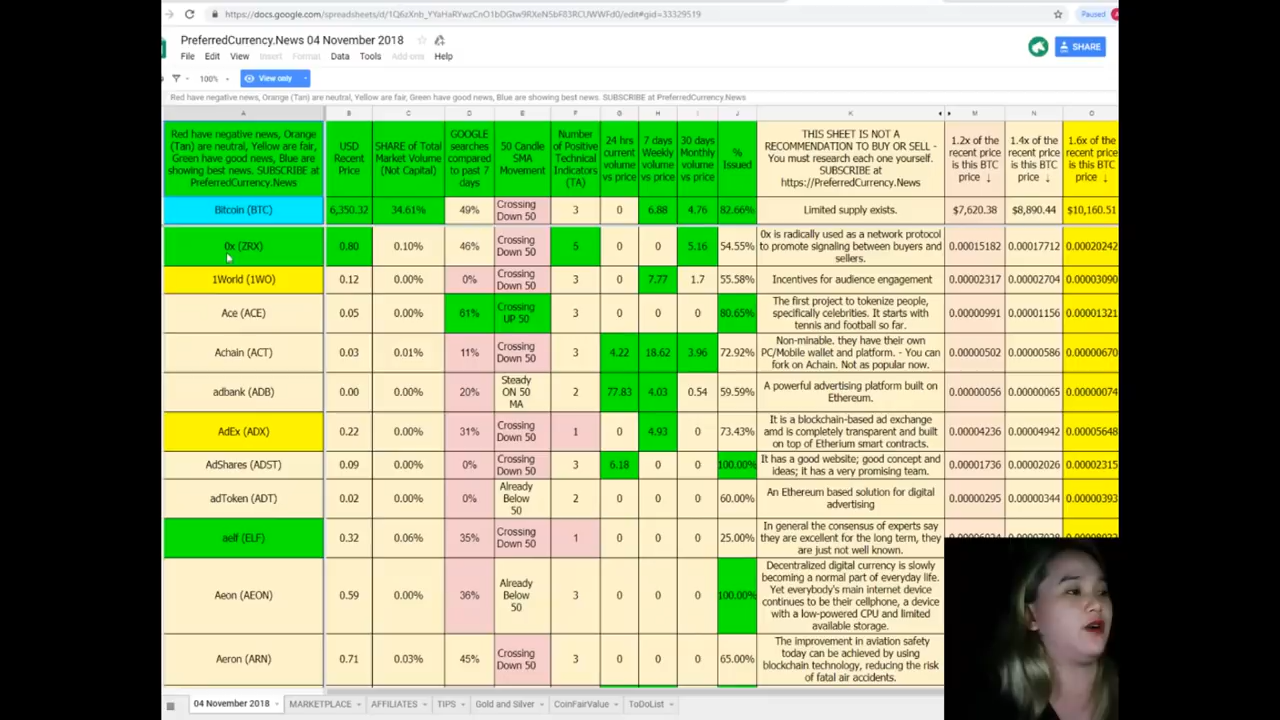 https://docs.google.com/spreadsheets/d/1Q6zXnb_YYaHaRYwzCnO1bDGtw9RXeNSbF83RCUWWFd0/edit#gid=33329519
Paused
PreferredCurrency.News 04 November 2018
File Edit View Insert Format Data Tools Add-ons Help
SHARE
100% View only
Red have negative news, Orange (Tan) are neutral, Yellow are fair, Green have good news, Blue are showing best news. SUBSCRIBE at PreferredCurrency.News
A B C D E F G H I J K M N O
Red have negative news, Orange
(Tan) are neutral, Yellow are fair,
Green have good news, Blue are
showing best news. SUBSCRIBE at
PreferredCurrency.News
USD
Recent
Price
SHARE of Total
Market Volume
(Not Capital)
GOOGLE
searches
compared
to past 7
days
50 Candle
SMA
Movement
Number
of Positive
Technical
Indicators
(TA)
24 hrs
current
volume
vs price
7 days
Weekly
volume
vs price
30 days
Monthly
volume
vs price
%
Issued
THIS SHEET IS NOT A
RECOMMENDATION TO BUY OR SELL -
You must research each one yourself.
SUBSCRIBE at
https://PreferredCurrency.News
1.2x of the
recent price
is this BTC
price ↓
1.4x of the
recent price
is this BTC
price ↓
1.6x of the
recent price
is this BTC
price ↓
Bitcoin (BTC) 6,350.32 34.61% 49% Crossing Down 50 3 0 6.88 4.76 82.66% Limited supply exists. $7,620.38 $8,890.44 $10,160.51
0x (ZRX) 0.80 0.10% 46% Crossing Down 50 5 0 0 5.16 54.55% 0x is radically used as a network protocol to promote signaling between buyers and sellers. 0.00015182 0.00017712 0.00020242
1World (1WO) 0.12 0.00% 0% Crossing Down 50 3 0 7.77 1.7 55.58% Incentives for audience engagement 0.00002317 0.00002704 0.00003090
Ace (ACE) 0.05 0.00% 61% Crossing UP 50 3 0 0 0 80.65% The first project to tokenize people, specifically celebrities. It starts with tennis and football so far. 0.00000991 0.00001156 0.00001321
Achain (ACT) 0.03 0.01% 11% Crossing Down 50 3 4.22 18.62 3.96 72.92% Non-minable. they have their own PC/Mobile wallet and platform. - You can fork on Achain. Not as popular now. 0.00000502 0.00000586 0.00000670
adbank (ADB) 0.00 0.00% 20% Steady ON 50 MA 2 77.83 4.03 0.54 59.59% A powerful advertising platform built on Ethereum. 0.00000056 0.00000065 0.00000074
AdEx (ADX) 0.22 0.00% 31% Crossing Down 50 1 0 4.93 0 73.43% It is a blockchain-based ad exchange amd is completely transparent and built on top of Etherium smart contracts. 0.00004236 0.00004942 0.00005648
AdShares (ADST) 0.09 0.00% 0% Crossing Down 50 3 6.18 0 0 100.00% It has a good website; good concept and ideas; it has a very promising team. 0.00001736 0.00002026 0.00002315
adToken (ADT) 0.02 0.00% 0% Already Below 50 2 0 0 0 60.00% An Ethereum based solution for digital advertising 0.00000295 0.00000344 0.00000393
aelf (ELF) 0.32 0.06% 35% Crossing Down 50 1 0 0 0 25.00% In general the consensus of experts say they are excellent for the long term, they are just not well known.
Aeon (AEON) 0.59 0.00% 36% Already Below 50 3 0 0 0 100.00% Decentralized digital currency is slowly becoming a normal part of everyday life. Yet everybody's main internet device continues to be their cellphone, a device with a low-powered CPU and limited available storage.
Aeron (ARN) 0.71 0.03% 45% Crossing Down 50 3 0 0 0 65.00% The improvement in aviation safety today can be achieved by using blockchain technology, reducing the risk of fatal air accidents.
04 November 2018 MARKETPLACE AFFILIATES TIPS Gold and Silver CoinFairValue ToDoList